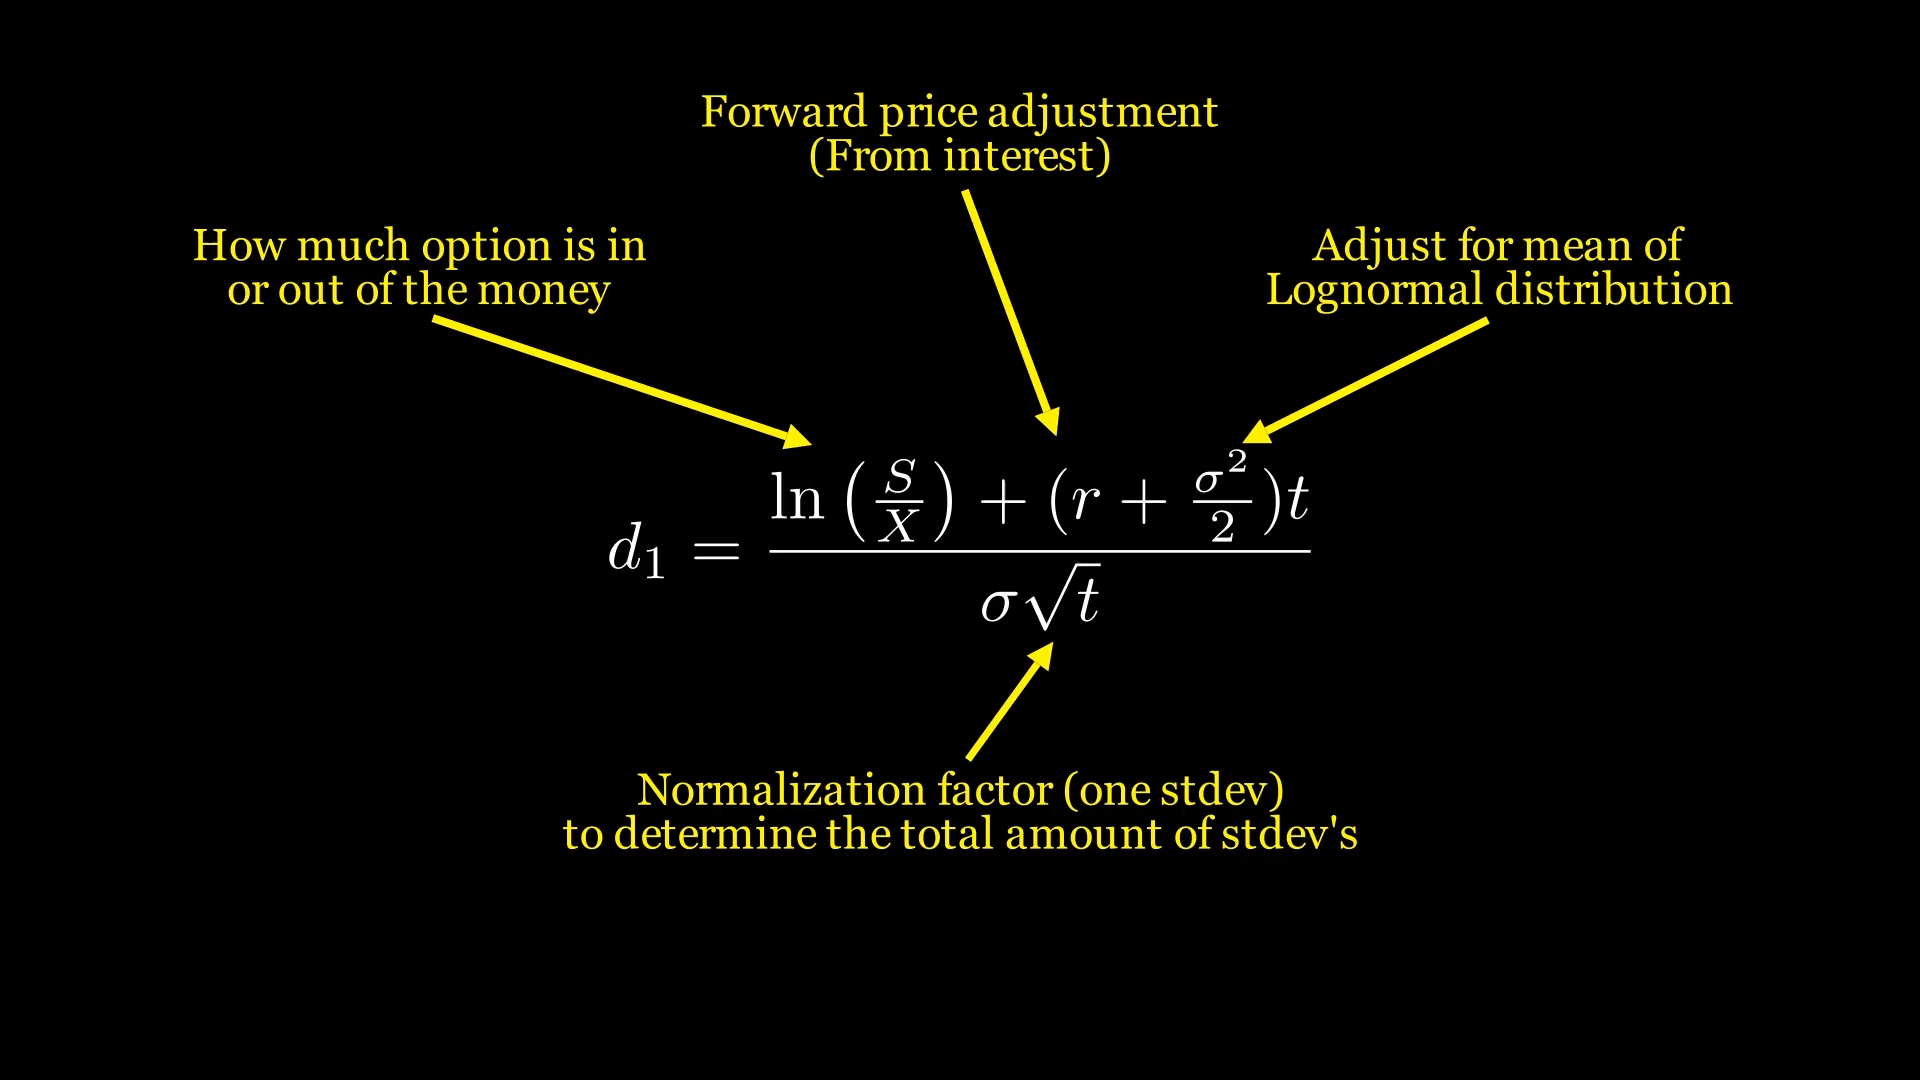 Forward price adjustment
(From interest)
How much option is in
or out of the money
Adjust for mean of
Lognormal distribution
d₁ = (ln(S/X) + (r + σ²/2)t) / (σ√t)
Normalization factor (one stdev)
to determine the total amount of stdev's